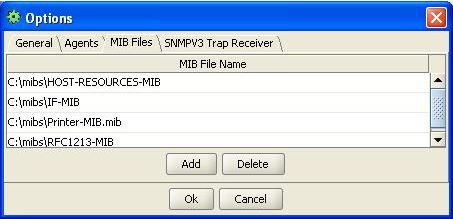 Options
General Agents MIB Files SNMPV3 Trap Receiver
MIB File Name
C:\mibs\HOST-RESOURCES-MIB
C:\mibs\IF-MIB
C:\mibs\Printer-MIB.mib
C:\mibs\RFC1213-MIB
Add Delete
Ok Cancel